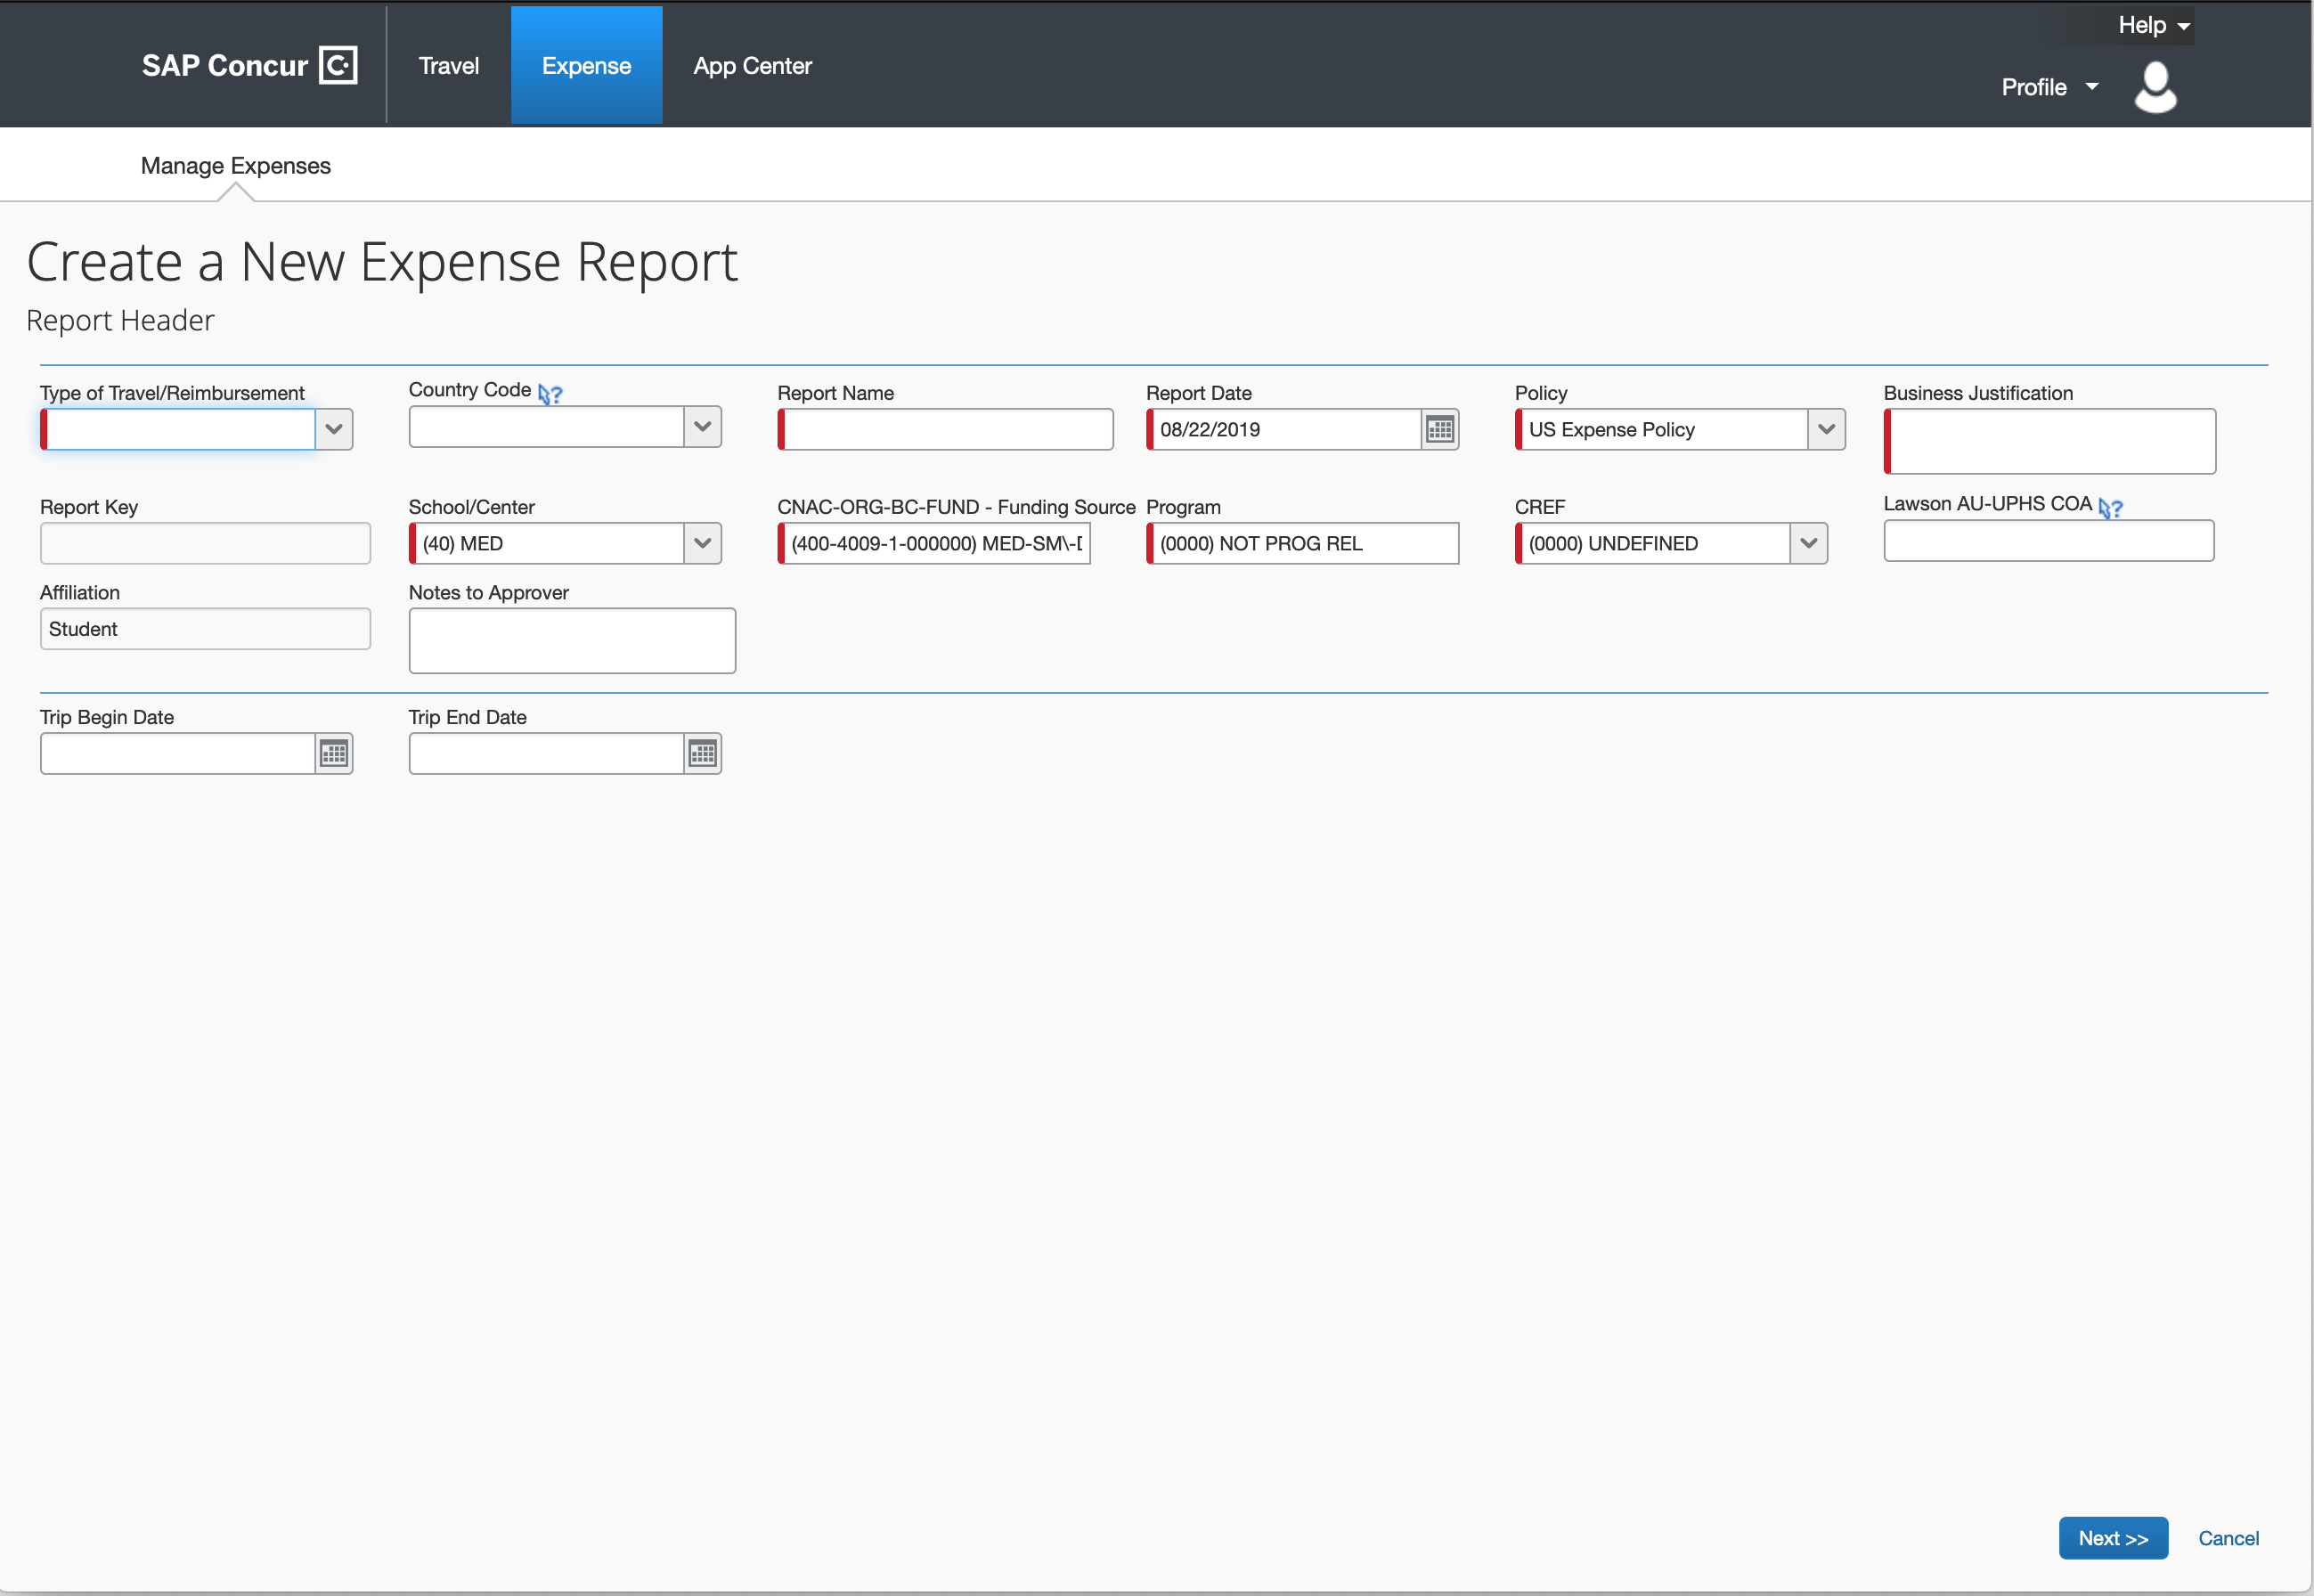 Help
SAP Concur C.
Travel
Expense
App Center
Profile
Manage Expenses
Create a New Expense Report
Report Header
Type of Travel/Reimbursement
Country Code ?
Report Name
Report Date
Policy
Business Justification
08/22/2019
US Expense Policy
Report Key
School/Center
CNAC-ORG-BC-FUND - Funding Source
Program
CREF
Lawson AU-UPHS COA ?
(40) MED
(400-4009-1-000000) MED-SM\-
(0000) NOT PROG REL
(0000) UNDEFINED
Affiliation
Notes to Approver
Student
Trip Begin Date
Trip End Date
Next >>
Cancel